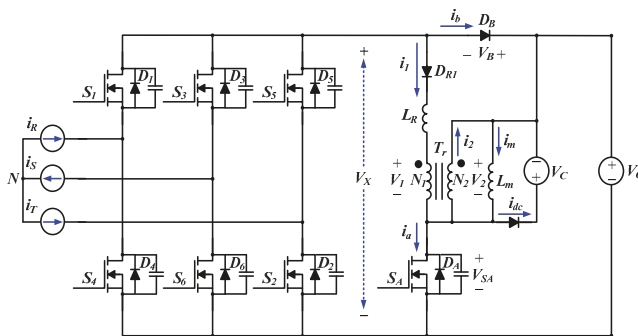 i_b D_B
− V_B +
+ i_1 D_R1
D_1 D_3 D_5
S_1 S_3 S_5
L_R
i_R
T_r i_2 i_m
N i_S
V_X + V_1 − N_1 N_2 + V_2 − L_m − + V_C + −
i_T
i_dc
i_a
D_4 D_6 D_2 D_A +
S_4 S_6 S_2 S_A V_SA
− −